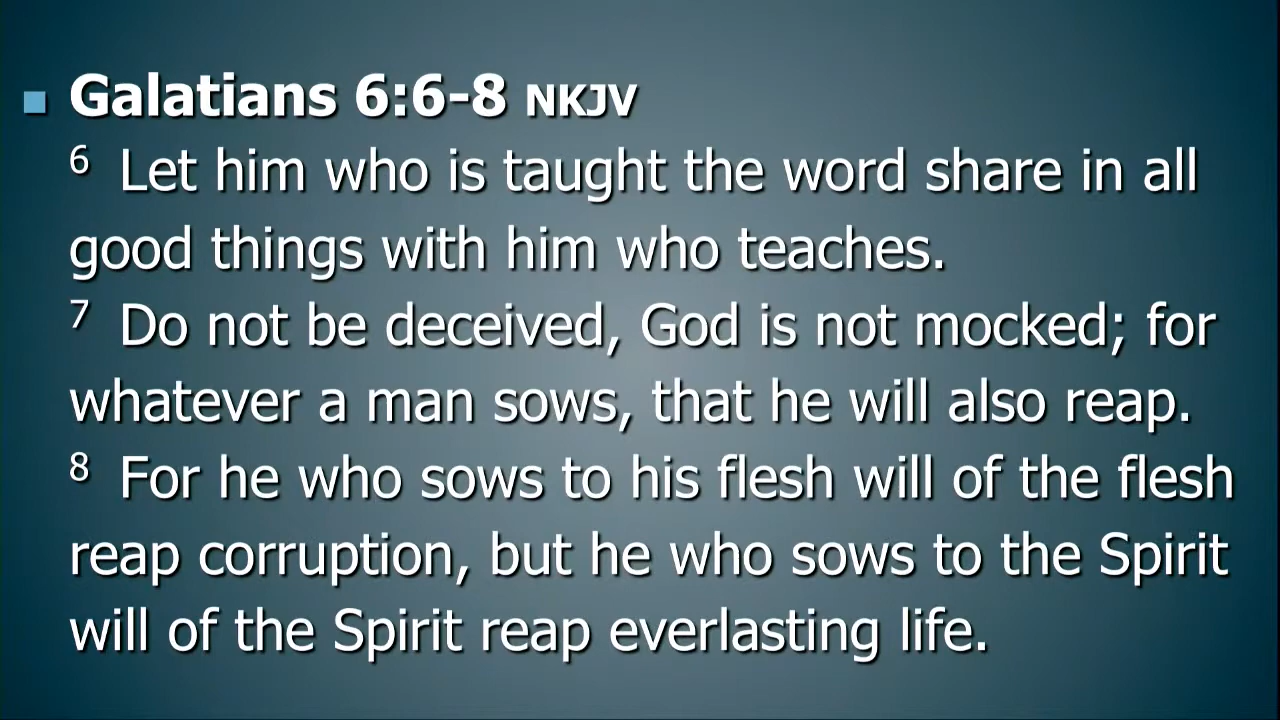 Galatians 6:6-8 NKJV
6 Let him who is taught the word share in all
good things with him who teaches.
7 Do not be deceived, God is not mocked; for
whatever a man sows, that he will also reap.
8 For he who sows to his flesh will of the flesh
reap corruption, but he who sows to the Spirit
will of the Spirit reap everlasting life.